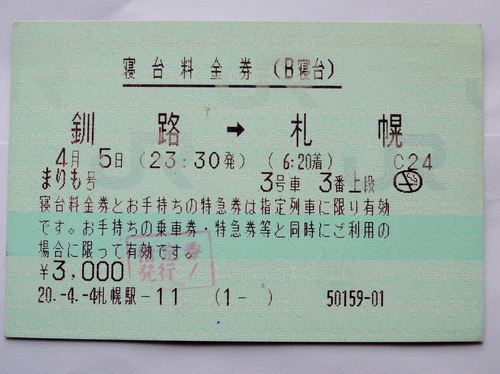 寝台料金券 (B寝台)
釧路 → 札幌
4月 5日 (23:30発) (6:20着) C24
まりも号 3号車 3番上段
寝台料金券とお手持ちの特急券は指定列車に限り有効
です。お手持ちの乗車券・特急券等と同時にご利用の
場合に限って有効です。
¥3,000
発行
20.-4.-4札幌駅-11 (1- ) 50159-01